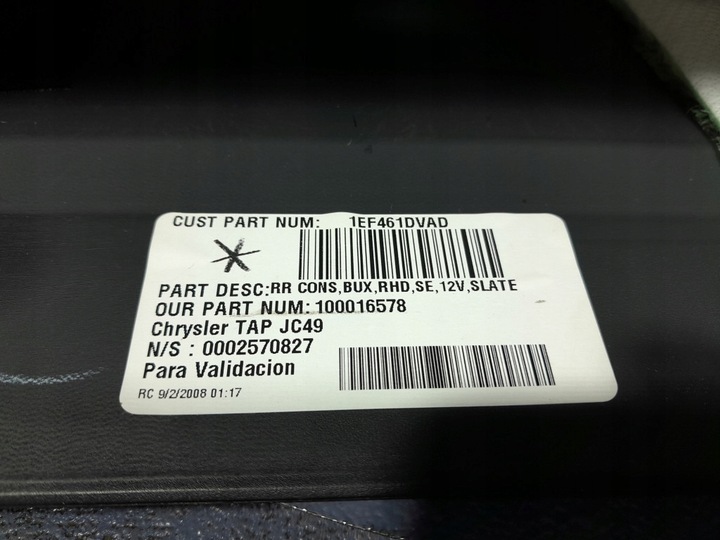 CUST PART NUM: 1EF461DVAD
PART DESC:RR CONS,BUX,RHD,SE,12V,SLATE
OUR PART NUM: 100016578
Chrysler TAP JC49
N/S : 0002570827
Para Validacion
RC 9/2/2008 01:17